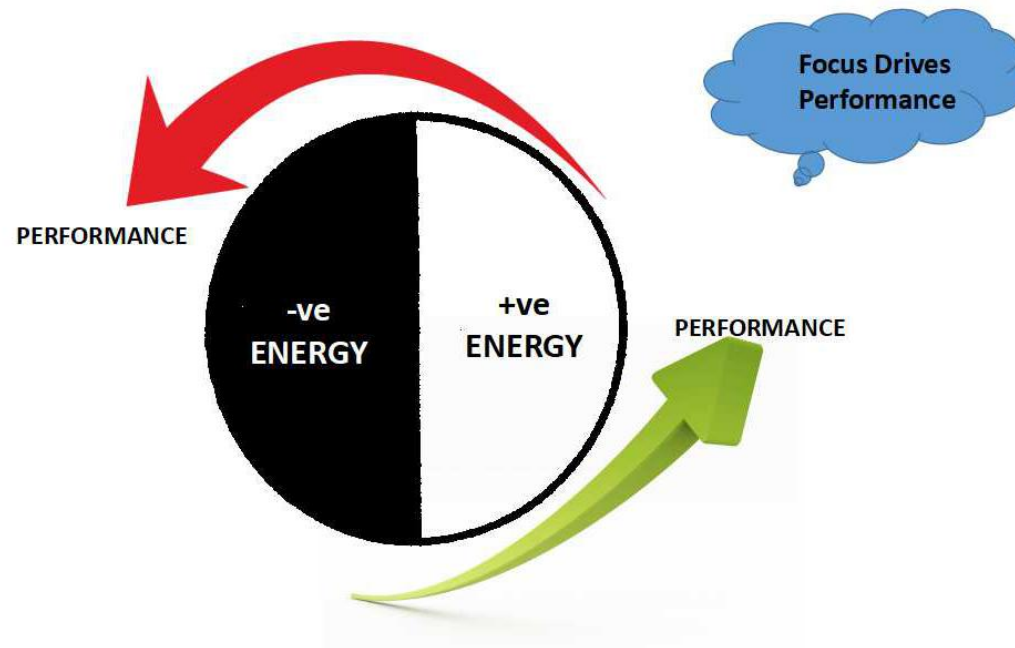 Focus Drives
Performance
PERFORMANCE
-ve
ENERGY
+ve
ENERGY
PERFORMANCE